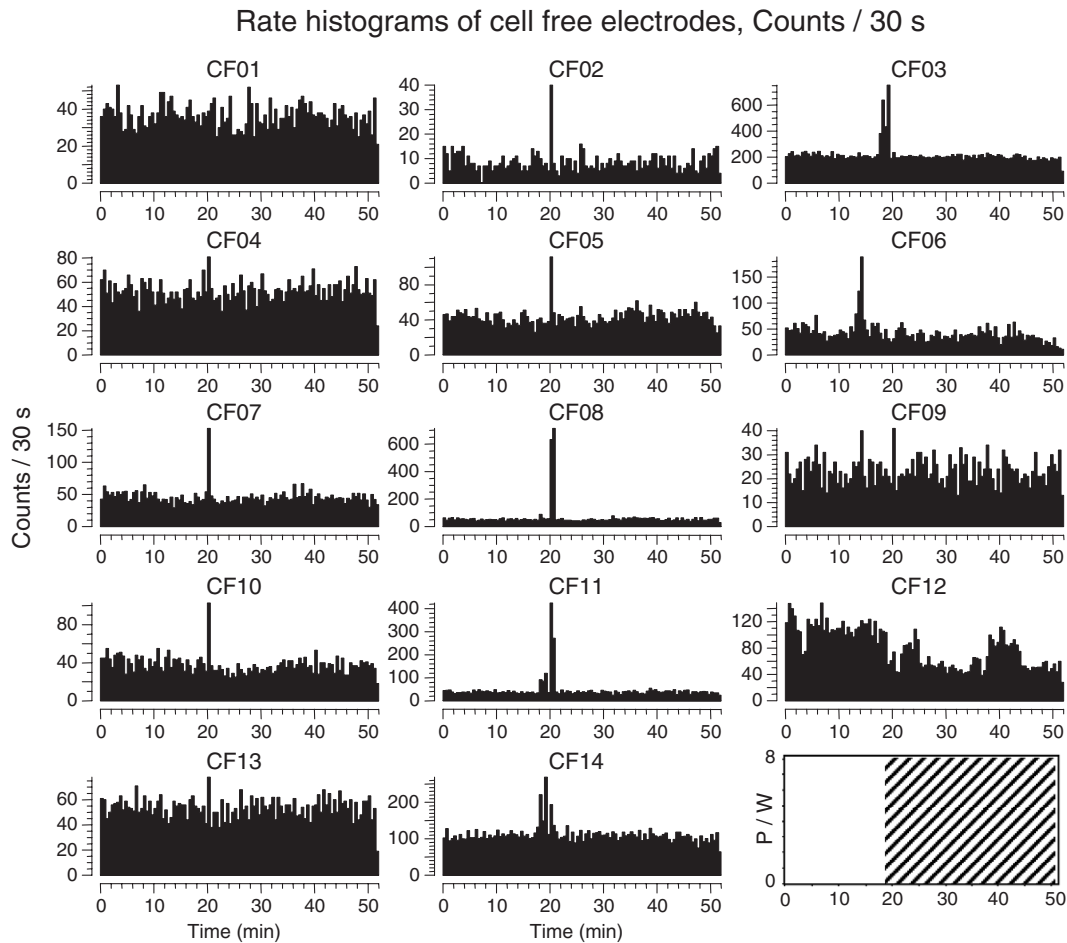 Rate histograms of cell free electrodes, Counts / 30 s
CF01 CF02 CF03
40 20 0
40 30 20 10 0
600 400 200 0
0 10 20 30 40 50
0 10 20 30 40 50
0 10 20 30 40 50
CF04 CF05 CF06
80 60 40 20 0
80 40 0
150 100 50 0
0 10 20 30 40 50
0 10 20 30 40 50
0 10 20 30 40 50
CF07 CF08 CF09
150 100 50 0
600 400 200 0
40 30 20 10 0
0 10 20 30 40 50
0 10 20 30 40 50
0 10 20 30 40 50
Counts / 30 s
CF10 CF11 CF12
80 40 0
400 300 200 100 0
120 80 40 0
0 10 20 30 40 50
0 10 20 30 40 50
0 10 20 30 40 50
CF13 CF14
60 40 20 0
200 100 0
8 0
P / W
0 10 20 30 40 50
0 10 20 30 40 50
0 10 20 30 40 50
Time (min) Time (min)